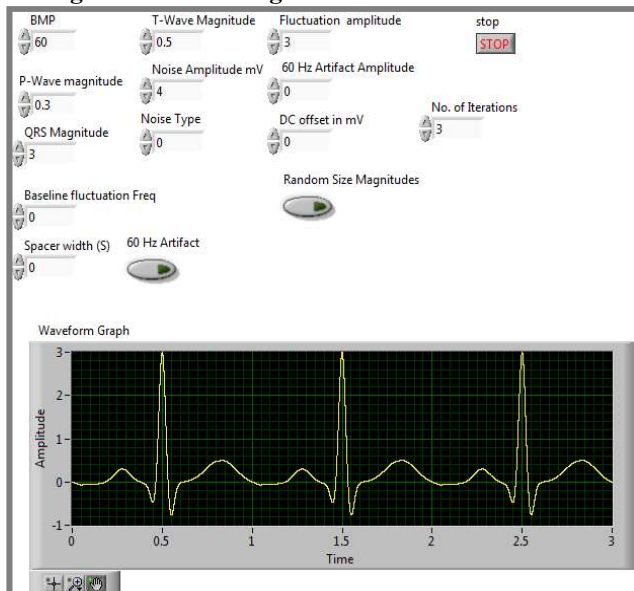 BMP T-Wave Magnitude Fluctuation amplitude stop
60 0.5 3 STOP
P-Wave magnitude Noise Amplitude mV 60 Hz Artifact Amplitude
0.3 4 0 No. of Iterations
QRS Magnitude Noise Type DC offset in mV 3
3 0 0
Baseline fluctuation Freq Random Size Magnitudes
0
Spacer width (S) 60 Hz Artifact
0
Waveform Graph
3
2
1
0
-1
Amplitude
0 0.5 1 1.5 2 2.5 3
Time